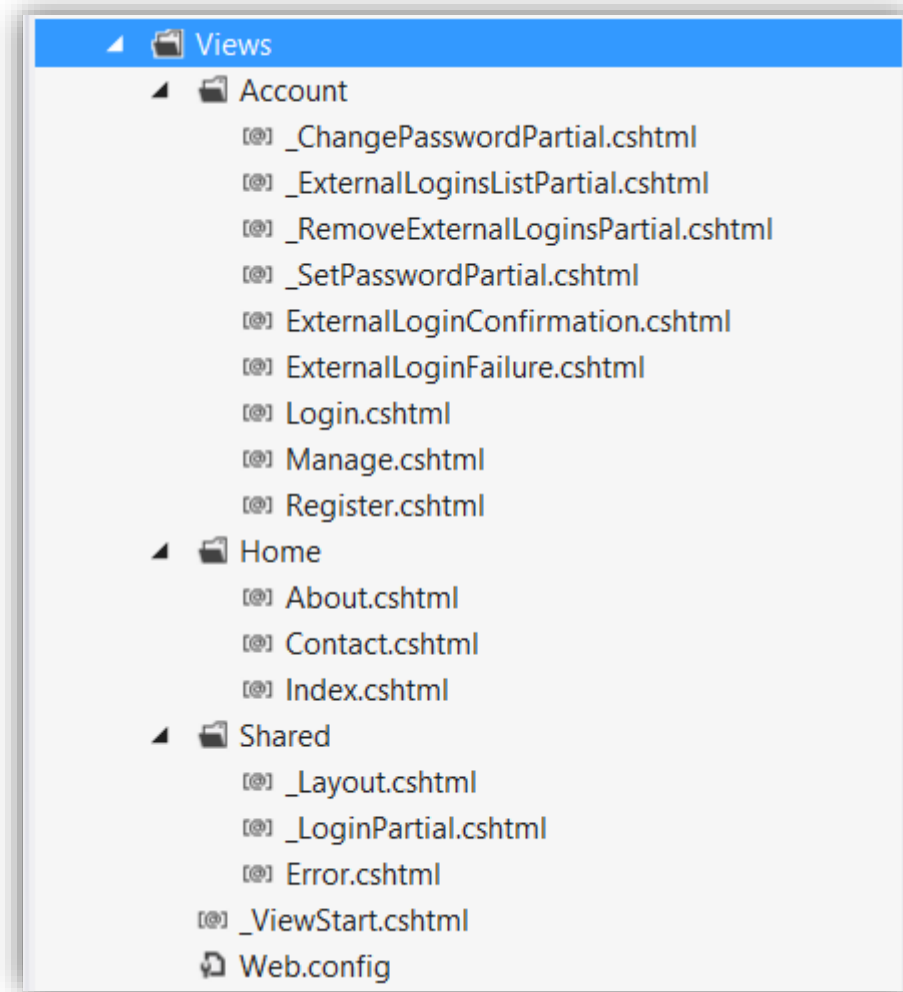 Views
Account
[@] _ChangePasswordPartial.cshtml
[@] _ExternalLoginsListPartial.cshtml
[@] _RemoveExternalLoginsPartial.cshtml
[@] _SetPasswordPartial.cshtml
[@] ExternalLoginConfirmation.cshtml
[@] ExternalLoginFailure.cshtml
[@] Login.cshtml
[@] Manage.cshtml
[@] Register.cshtml
Home
[@] About.cshtml
[@] Contact.cshtml
[@] Index.cshtml
Shared
[@] _Layout.cshtml
[@] _LoginPartial.cshtml
[@] Error.cshtml
[@] _ViewStart.cshtml
Web.config